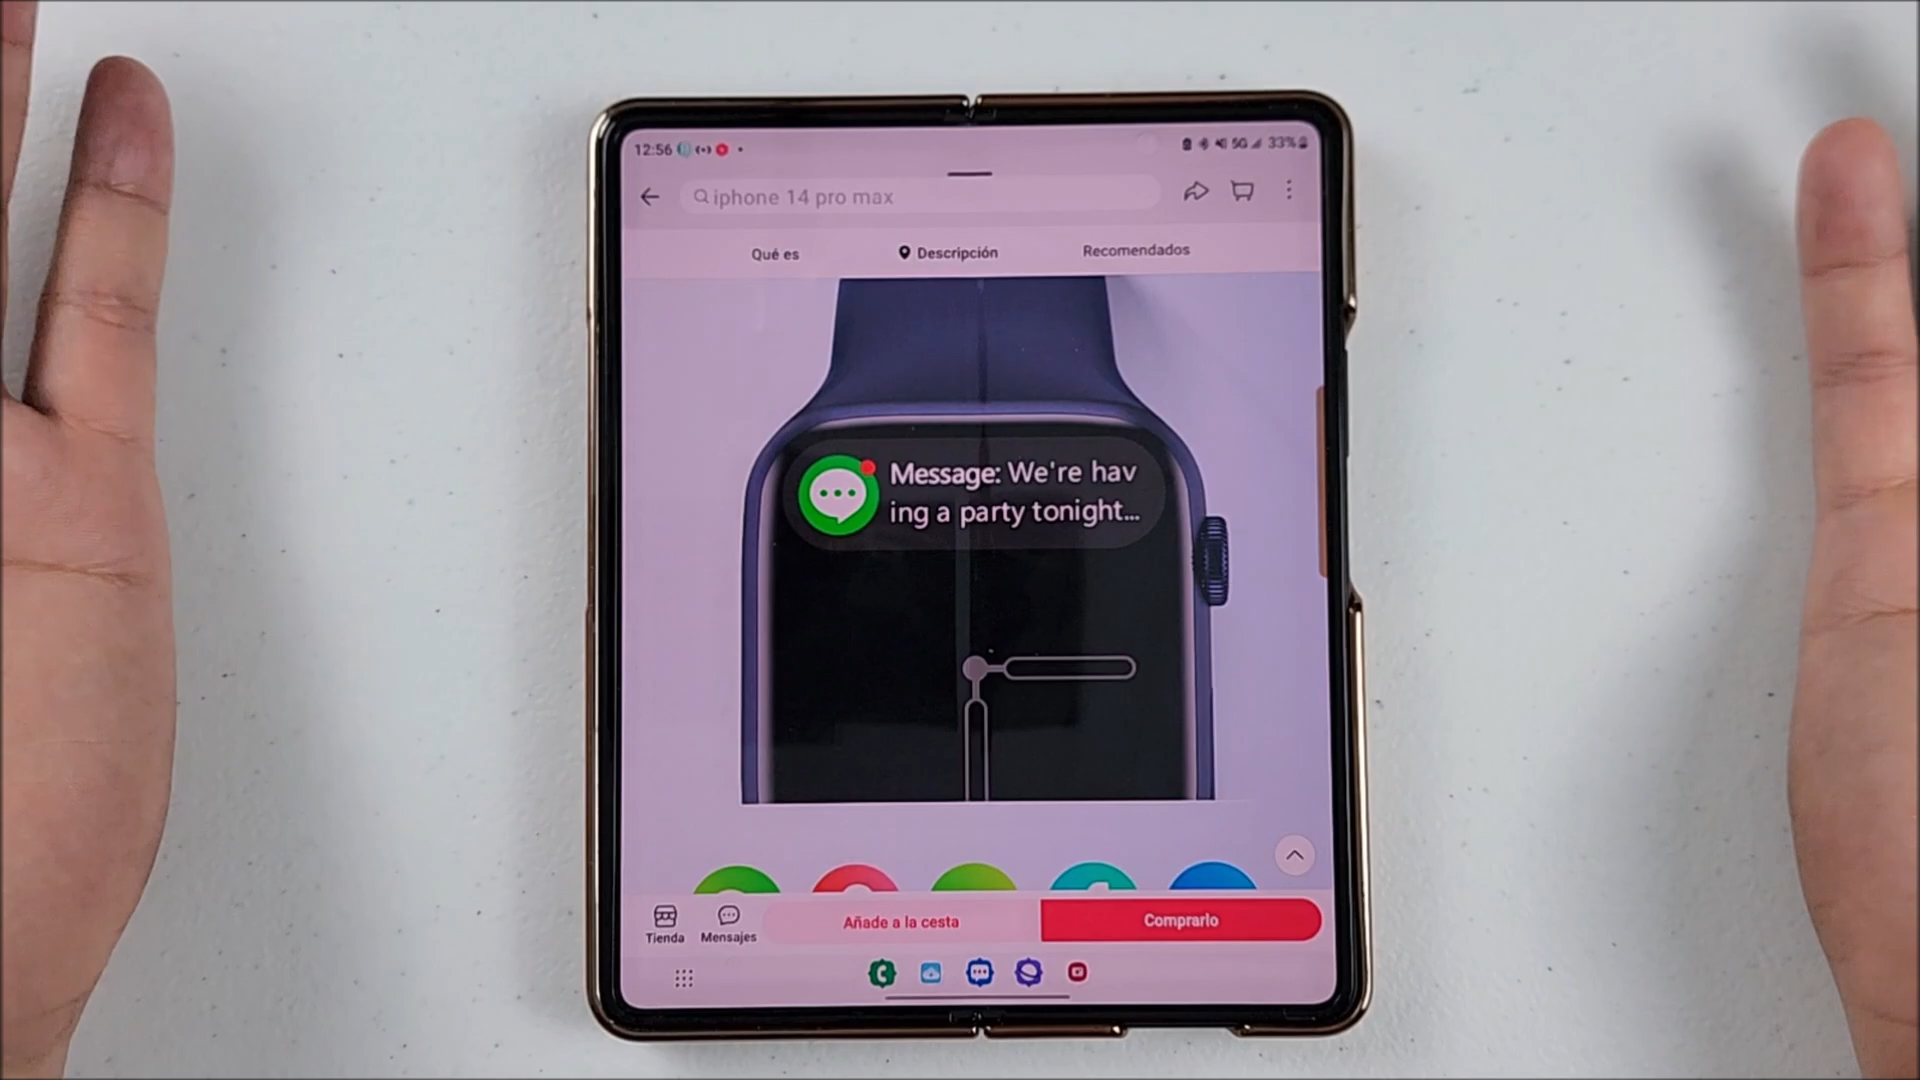 12:56
5G 33%
iphone 14 pro max
Qué es
Descripción
Recomendados
Message: We're hav
ing a party tonight...
Tienda
Mensajes
Añade a la cesta
Comprarlo